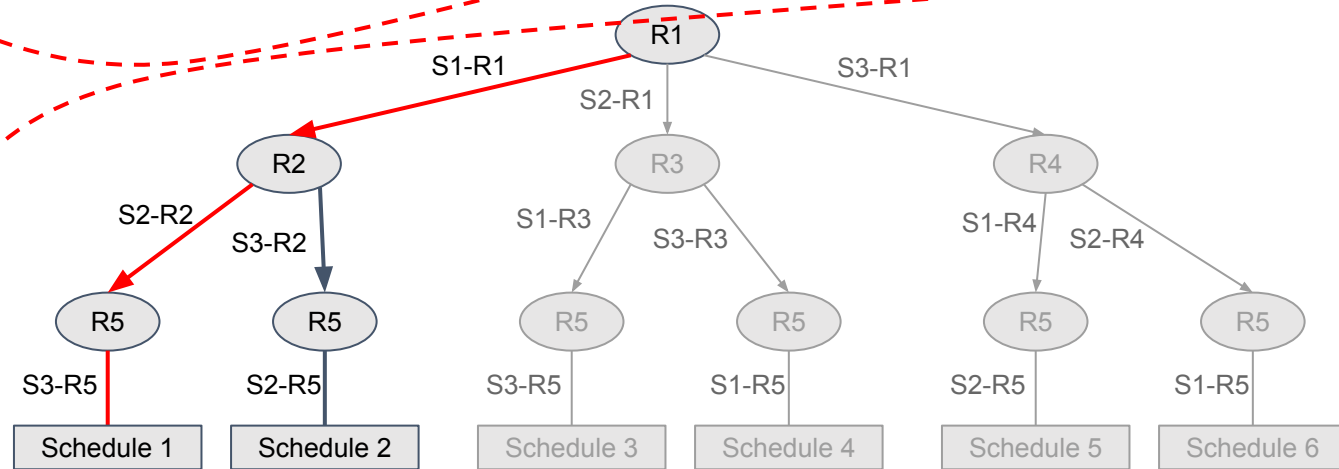 R1
S1-R1
S2-R1
S3-R1
R2
R3
R4
S2-R2
S3-R2
S1-R3
S3-R3
S1-R4
S2-R4
R5
R5
R5
R5
R5
R5
S3-R5
S2-R5
S3-R5
S1-R5
S2-R5
S1-R5
Schedule 1
Schedule 2
Schedule 3
Schedule 4
Schedule 5
Schedule 6